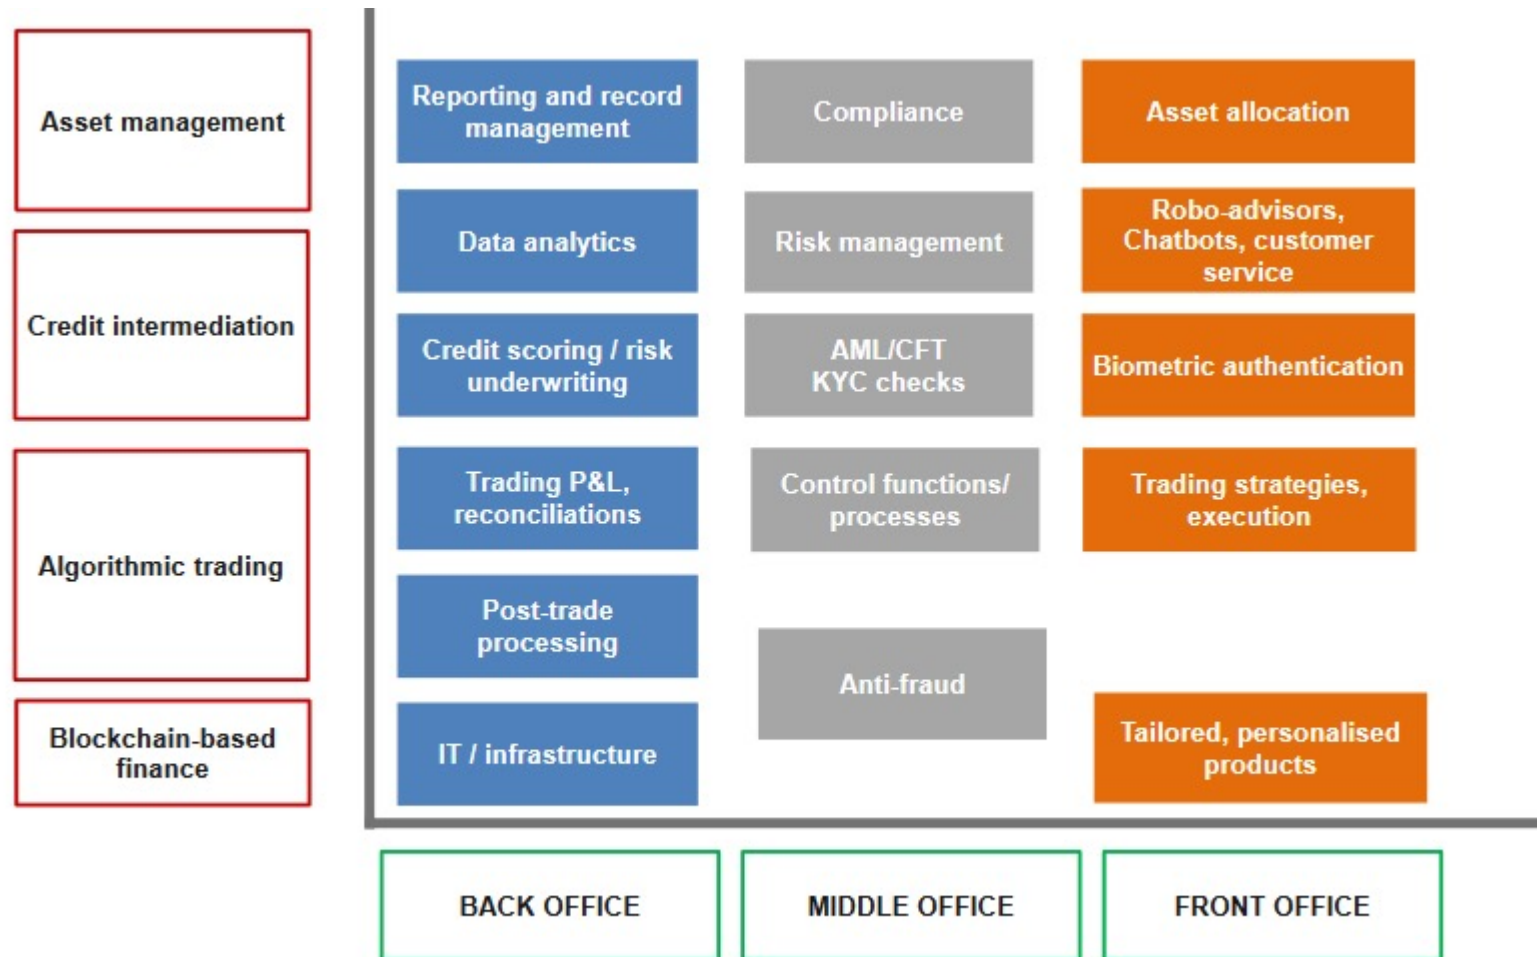 Asset management
Credit intermediation
Algorithmic trading
Blockchain-based
finance
Reporting and record
management
Data analytics
Credit scoring / risk
underwriting
Trading P&L,
reconciliations
Post-trade
processing
IT / infrastructure
Compliance
Risk management
AML/CFT
KYC checks
Control functions/
processes
Anti-fraud
Asset allocation
Robo-advisors,
Chatbots, customer
service
Biometric authentication
Trading strategies,
execution
Tailored, personalised
products
BACK OFFICE
MIDDLE OFFICE
FRONT OFFICE